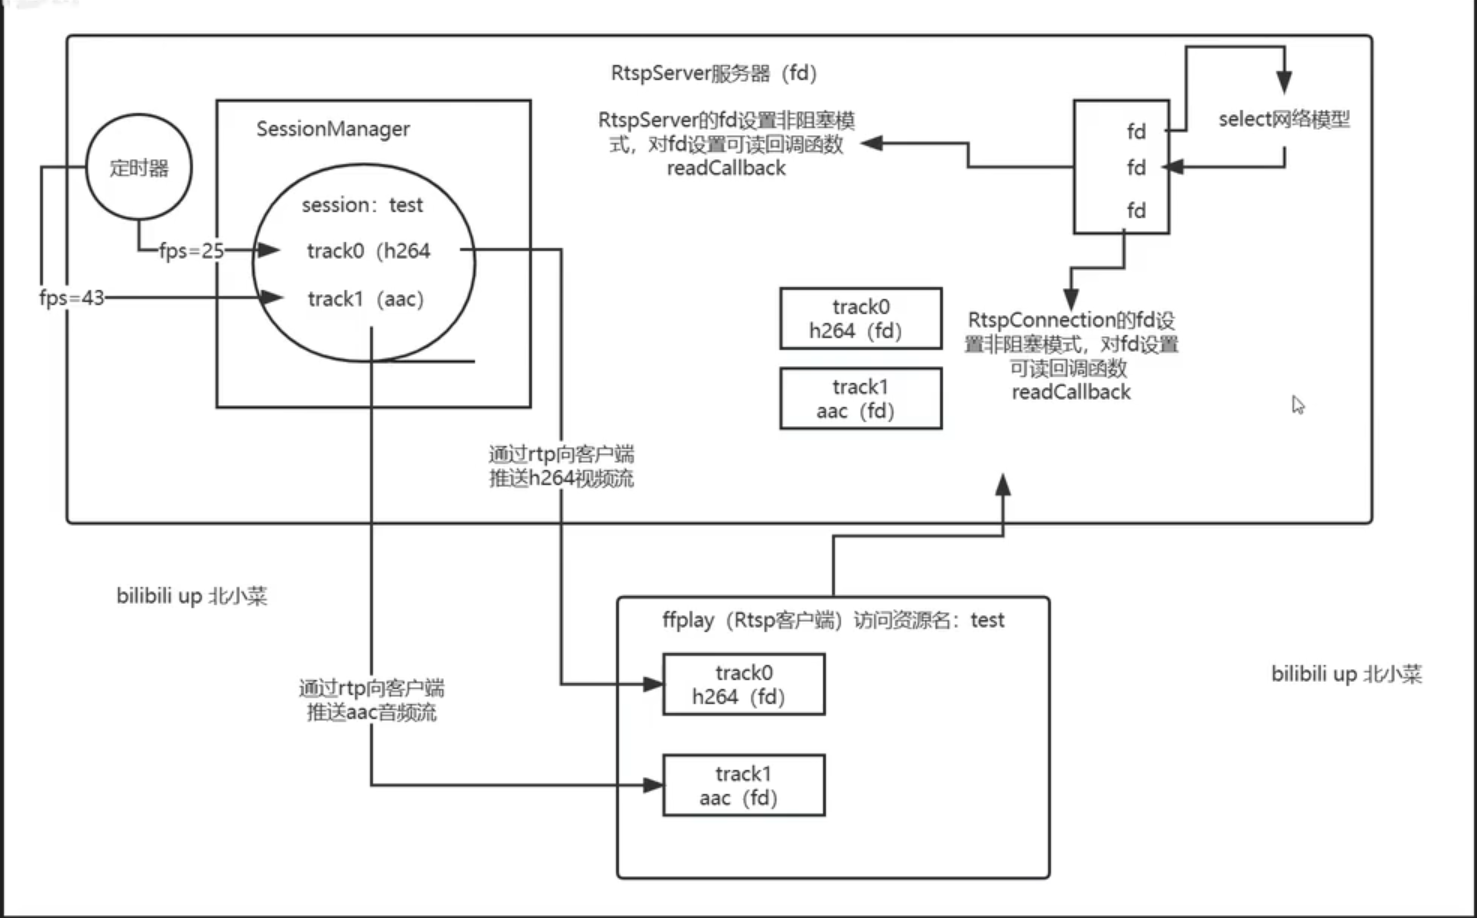 RtspServer服务器（fd）
RtspServer的fd设置非阻塞模
式，对fd设置可读回调函数
readCallback
fd
fd
fd
select网络模型
SessionManager
定时器
session：test
track0（h264
track1（aac）
fps=25
fps=43
track0
h264（fd）
track1
aac（fd）
RtspConnection的fd设
置非阻塞模式，对fd设置
可读回调函数
readCallback
通过rtp向客户端
推送h264视频流
bilibili up 北小菜
ffplay（Rtsp客户端）访问资源名：test
track0
h264（fd）
通过rtp向客户端
推送aac音频流
track1
aac（fd）
bilibili up 北小菜